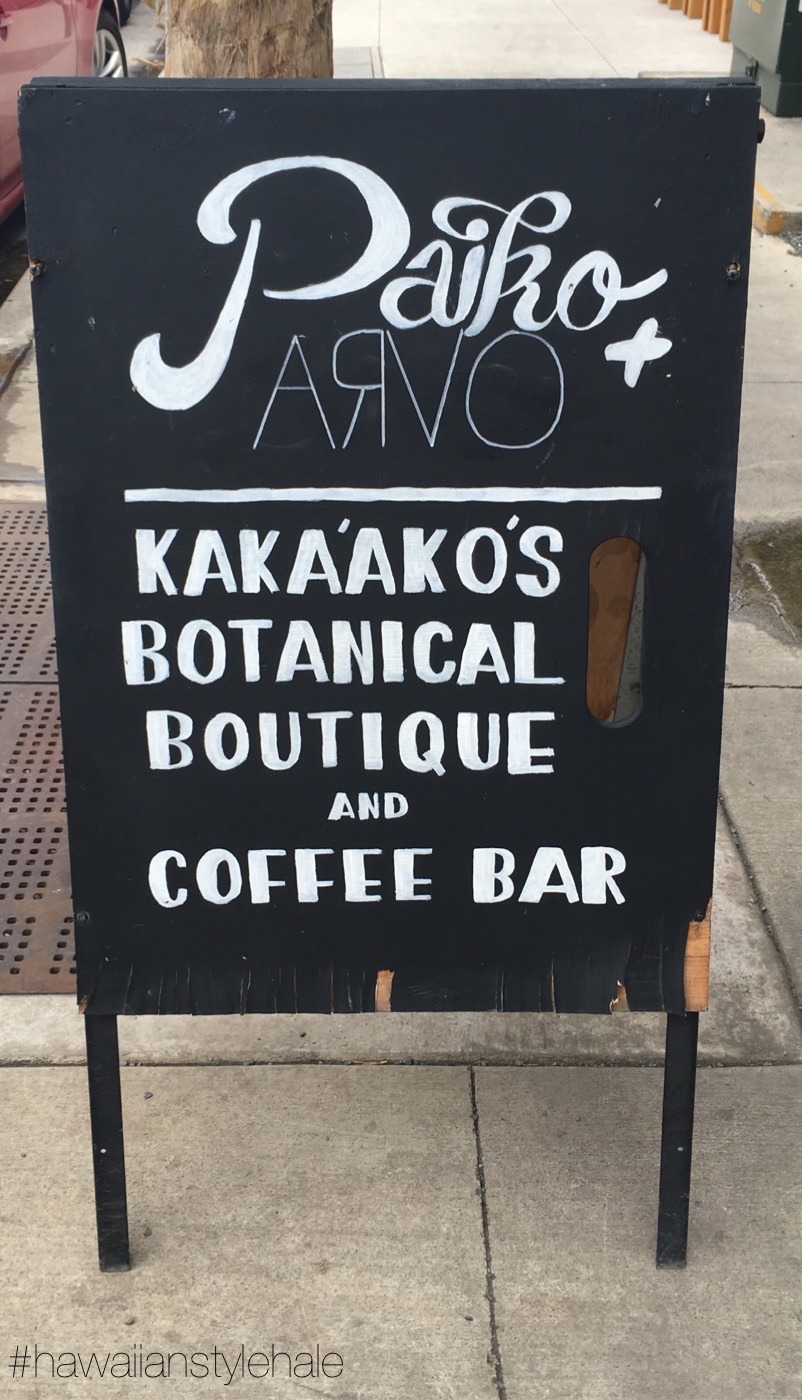 Paiko
+
ARVO
KAKA'AKO'S
BOTANICAL
BOUTIQUE
AND
COFFEE BAR
#hawaiianstylehale